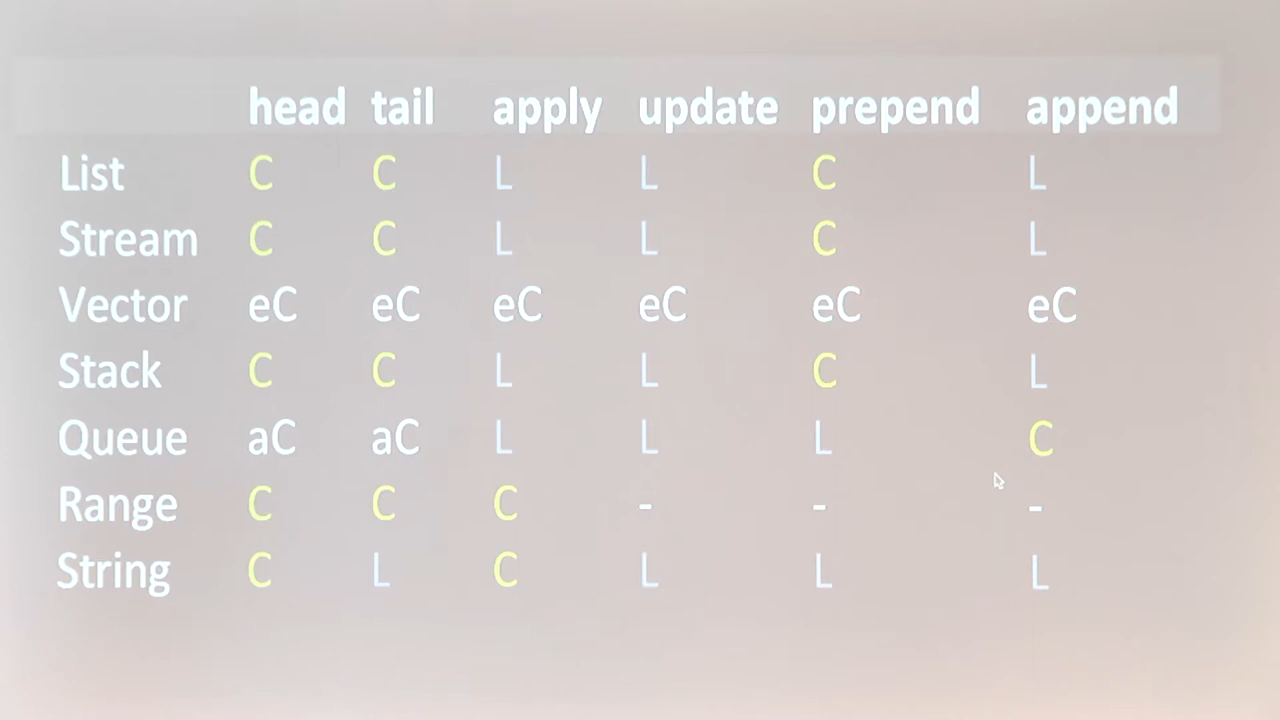 head tail apply update prepend append
List C C L L C L
Stream C C L L C L
Vector eC eC eC eC eC eC
Stack C C L L C L
Queue aC aC L L L C
Range C C C - - -
String C L C L L L